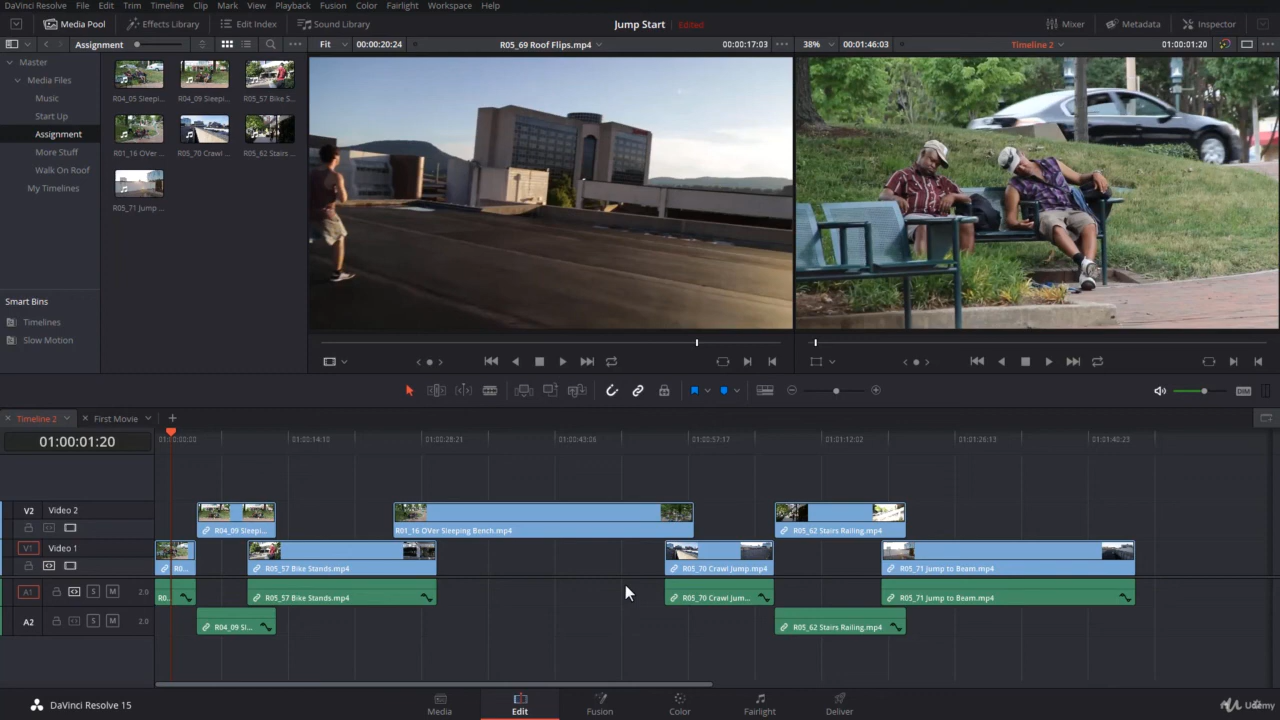 DaVinci Resolve File Edit Trim Timeline Clip Mark View Playback Fusion Color Fairlight Workspace Help
Media Pool Effects Library Edit Index Sound Library Jump Start Edited Mixer Metadata Inspector
Assignment Fit 00:00:20:24 R05_69 Roof Flips.mp4 00:00:17:03 38% 00:01:46:03 Timeline 2 01:00:01:20
Master
Media Files
Music
Start Up
Assignment
More Stuff
Walk On Roof
My Timelines
R04_05 Sleepi... R04_09 Sleepi... R05_57 Bike S...
R01_16 OVer ... R05_70 Crawl ... R05_62 Stairs ...
R05_71 Jump ...
Smart Bins
Timelines
Slow Motion
DIM
Timeline 2 First Movie
01:00:01:20 01:00:00:00 01:00:14:10 01:00:28:21 01:00:43:06 01:00:57:17 01:01:12:02 01:01:26:13 01:01:40:23
V2 Video 2
R04_09 Sleepi... R01_16 OVer Sleeping Bench.mp4 R05_62 Stairs Railing.mp4
V1 Video 1
R0... R05_57 Bike Stands.mp4 R05_70 Crawl Jump.mp4 R05_71 Jump to Beam.mp4
A1 S M 2.0 R0... R05_57 Bike Stands.mp4 R05_70 Crawl Jum... R05_71 Jump to Beam.mp4
A2 S M 2.0 R04_09 Sl... R05_62 Stairs Railing.mp4
DaVinci Resolve 15 Media Edit Fusion Color Fairlight Deliver Udemy